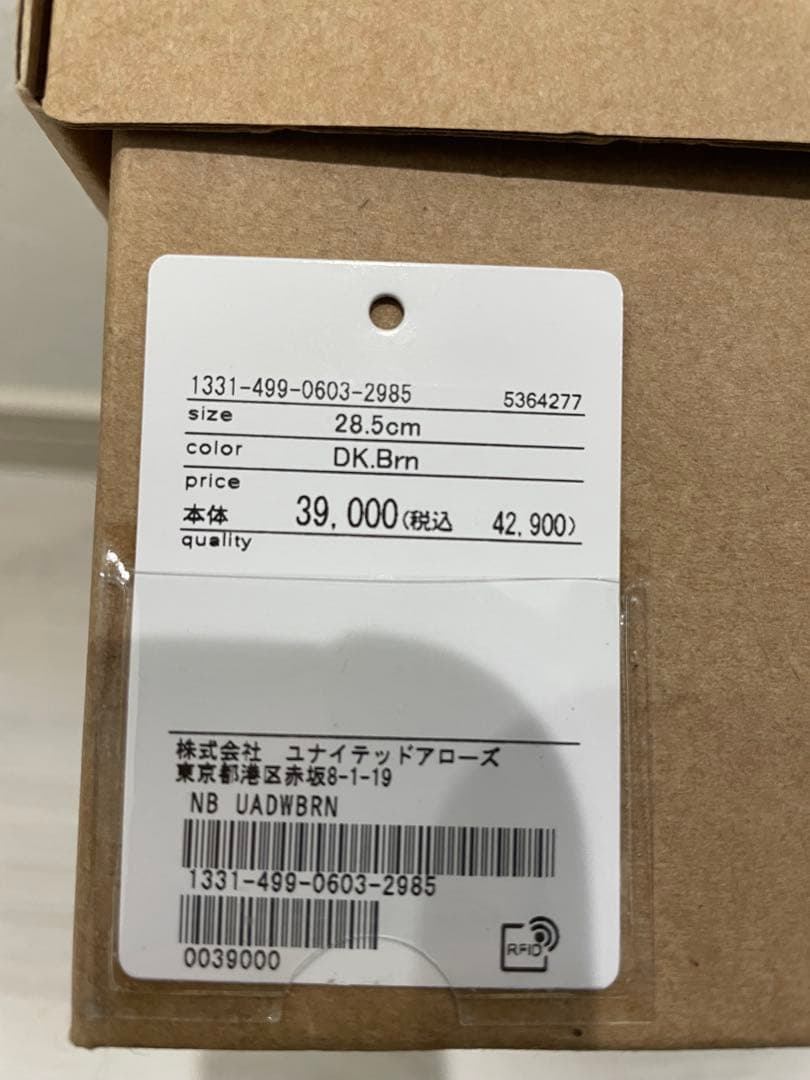 1331-499-0603-2985 5364277
size 28.5cm
color DK.Brn
price
本体 39,000(税込 42,900)
quality
株式会社 ユナイテッドアローズ
東京都港区赤坂8-1-19
NB UADWBRN
1331-499-0603-2985
0039000
RFID